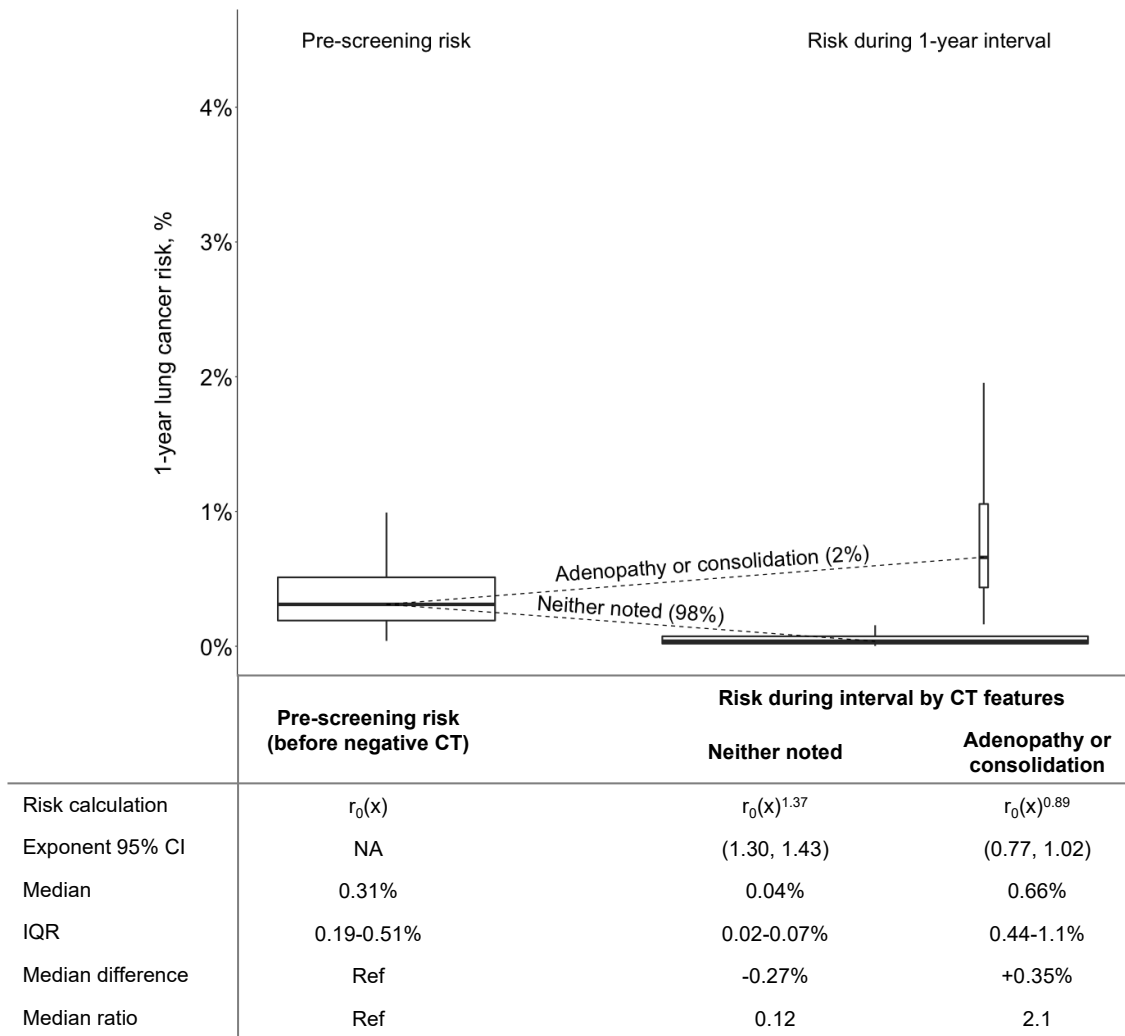 Pre-screening risk
Risk during 1-year interval
1-year lung cancer risk, %
4%
3%
2%
1%
0%
Adenopathy or consolidation (2%)
Neither noted (98%)
Pre-screening risk
(before negative CT)
Risk during interval by CT features
Neither noted
Adenopathy or
consolidation
Risk calculation r₀(x) r₀(x)¹·³⁷ r₀(x)⁰·⁸⁹
Exponent 95% CI NA (1.30, 1.43) (0.77, 1.02)
Median 0.31% 0.04% 0.66%
IQR 0.19-0.51% 0.02-0.07% 0.44-1.1%
Median difference Ref -0.27% +0.35%
Median ratio Ref 0.12 2.1